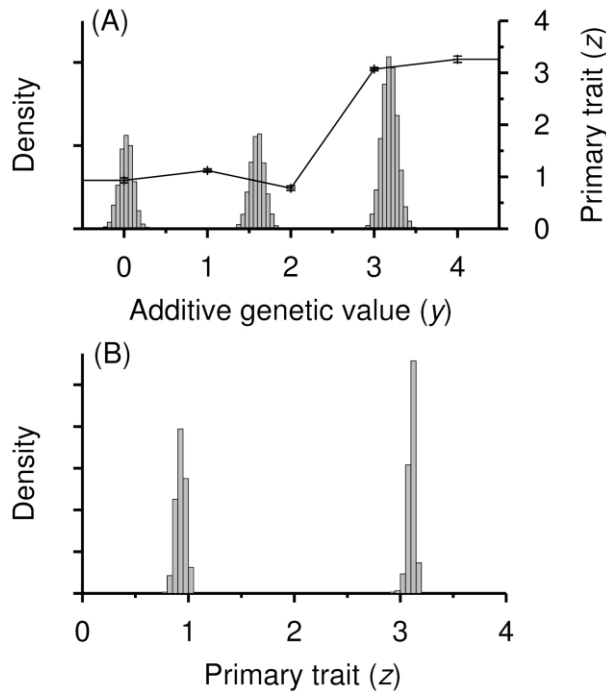 (A)
Density
0 1 2 3 4
Additive genetic value (y)
0
1
2
3
4
Primary trait (z)
(B)
Density
0 1 2 3 4
Primary trait (z)